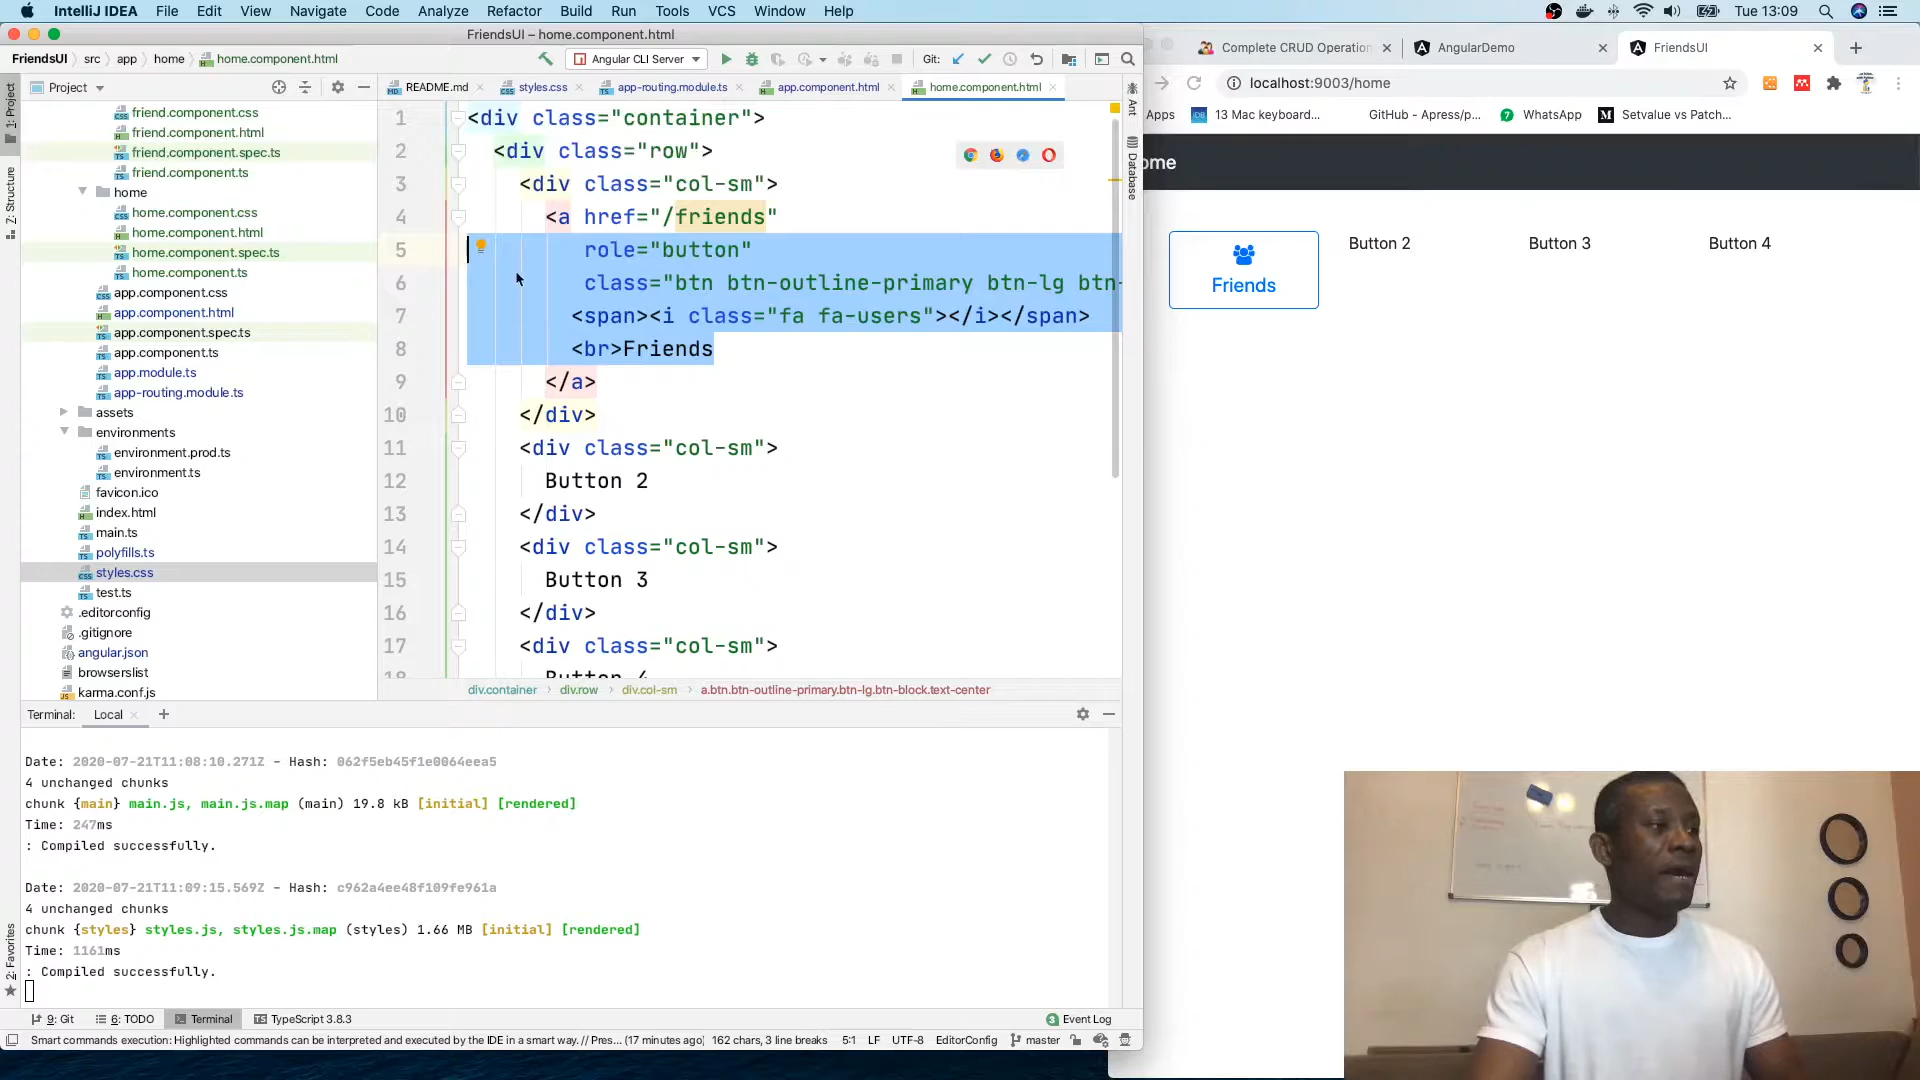 IntelliJ IDEA File Edit View Navigate Code Analyze Refactor Build Run Tools VCS Window Help Tue 13:09
FriendsUI – home.component.html
FriendsUI src app home home.component.html Angular CLI Server Git:
Project
README.md styles.css app-routing.module.ts app.component.html home.component.html
1: Project
Z: Structure
2: Favorites
friend.component.css
friend.component.html
friend.component.spec.ts
friend.component.ts
home
home.component.css
home.component.html
home.component.spec.ts
home.component.ts
app.component.css
app.component.html
app.component.spec.ts
app.component.ts
app.module.ts
app-routing.module.ts
assets
environments
environment.prod.ts
environment.ts
favicon.ico
index.html
main.ts
polyfills.ts
styles.css
test.ts
.editorconfig
.gitignore
angular.json
browserslist
karma.conf.js
1 <div class="container">
2 <div class="row">
3 <div class="col-sm">
4 <a href="/friends"
5 role="button"
6 class="btn btn-outline-primary btn-lg btn-
7 <span><i class="fa fa-users"></i></span>
8 <br>Friends
9 </a>
10 </div>
11 <div class="col-sm">
12 Button 2
13 </div>
14 <div class="col-sm">
15 Button 3
16 </div>
17 <div class="col-sm">
18 Button 4
div.container div.row div.col-sm a.btn.btn-outline-primary.btn-lg.btn-block.text-center
Ant
Database
Terminal: Local
Date: 2020-07-21T11:08:10.271Z - Hash: 062f5eb45f1e0064eea5
4 unchanged chunks
chunk {main} main.js, main.js.map (main) 19.8 kB [initial] [rendered]
Time: 247ms
: Compiled successfully.
Date: 2020-07-21T11:09:15.569Z - Hash: c962a4ee48f109fe961a
4 unchanged chunks
chunk {styles} styles.js, styles.js.map (styles) 1.66 MB [initial] [rendered]
Time: 1161ms
: Compiled successfully.
9: Git 6: TODO Terminal TypeScript 3.8.3 3 Event Log
Smart commands execution: Highlighted commands can be interpreted and executed by the IDE in a smart way. // Pres... (17 minutes ago) 162 chars, 3 line breaks 5:1 LF UTF-8 EditorConfig master
Complete CRUD Operation AngularDemo FriendsUI
localhost:9003/home
Apps 13 Mac keyboard... GitHub - Apress/p... WhatsApp Setvalue vs Patch...
ome
Friends
Button 2 Button 3 Button 4